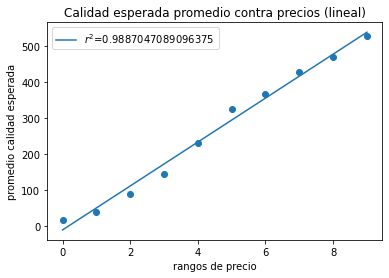 Calidad esperada promedio contra precios (lineal)
r²=0.9887047089096375
promedio calidad esperada
500
400
300
200
100
0
0 2 4 6 8
rangos de precio